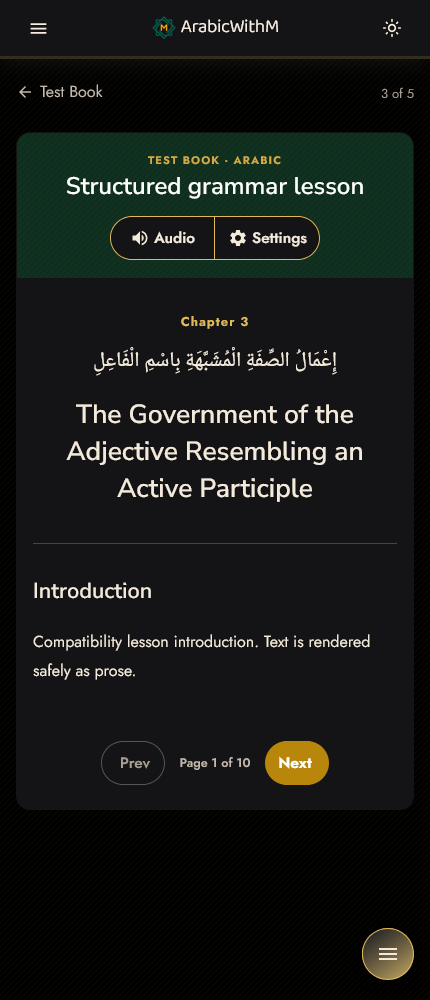 ArabicWithM
Test Book
3 of 5
TEST BOOK · ARABIC
Structured grammar lesson
Audio
Settings
Chapter 3
إِعْمَالُ الصِّفَةِ الْمُشَبَّهَةِ بِاسْمِ الْفَاعِلِ
The Government of the
Adjective Resembling an
Active Participle
Introduction
Compatibility lesson introduction. Text is rendered
safely as prose.
Prev
Page 1 of 10
Next